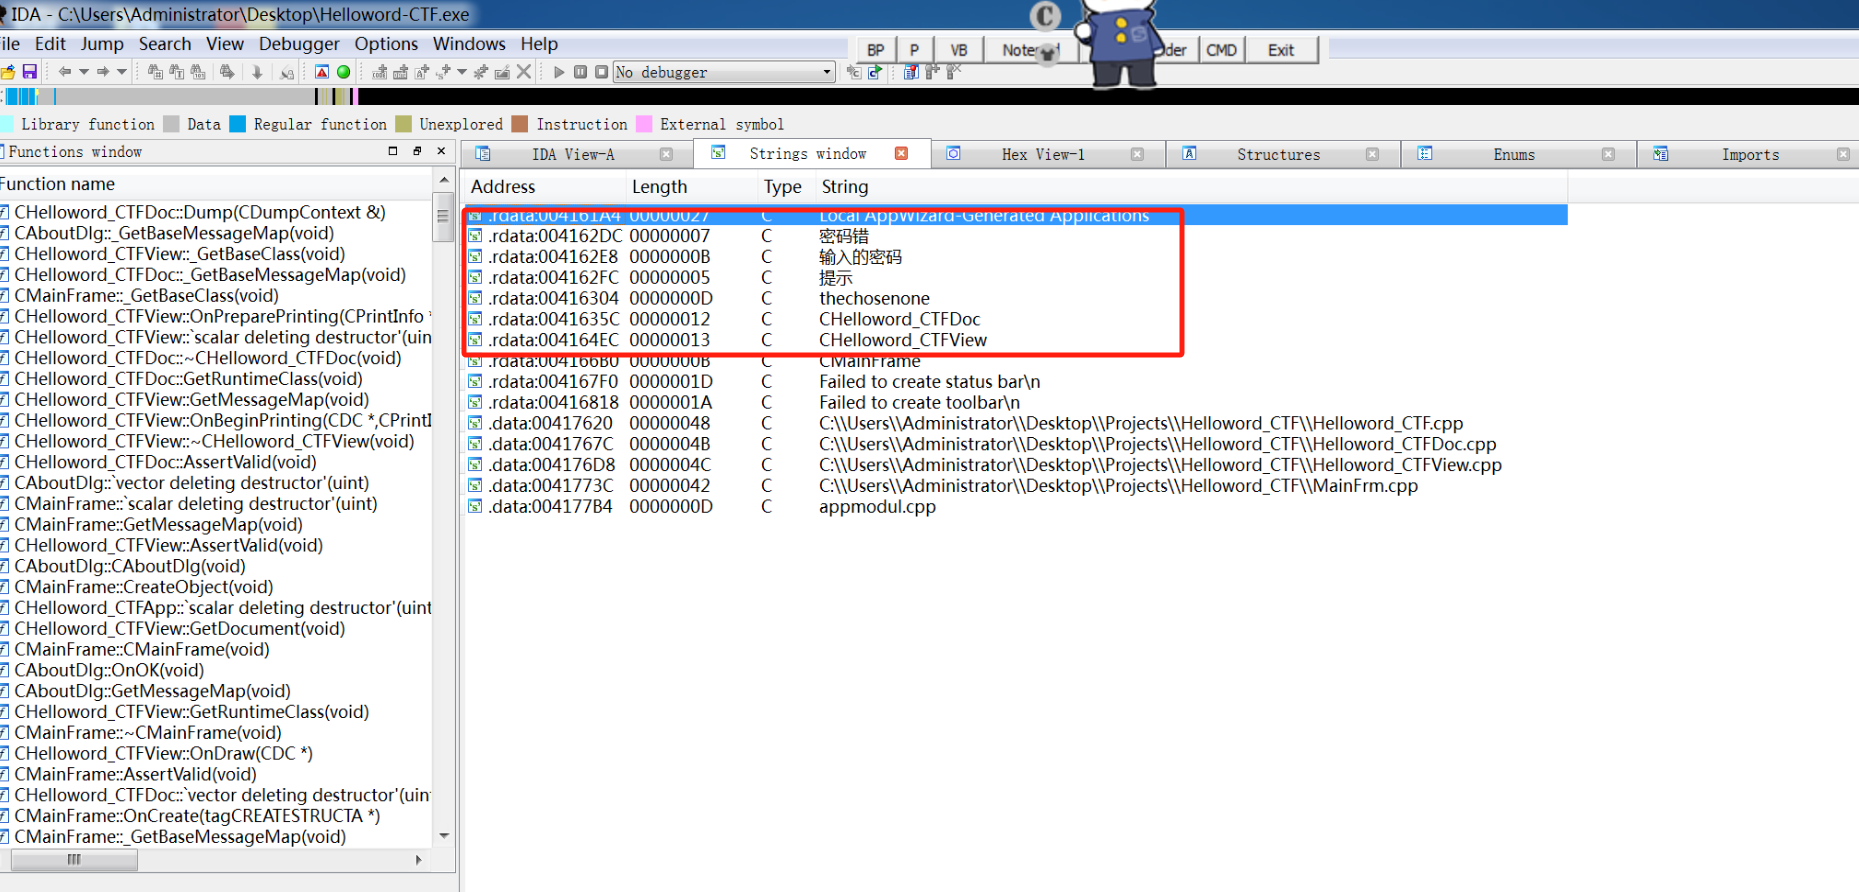 IDA - C:\Users\Administrator\Desktop\Helloword-CTF.exe
File Edit Jump Search View Debugger Options Windows Help
BP P VB CMD Exit
No debugger
Library function Data Regular function Unexplored Instruction External symbol
Functions window
IDA View-A Strings window Hex View-1 Structures Enums Imports
Function name
CHelloword_CTFDoc::Dump(CDumpContext &)
CAboutDlg::_GetBaseMessageMap(void)
CHelloword_CTFView::_GetBaseClass(void)
CHelloword_CTFDoc::_GetBaseMessageMap(void)
CMainFrame::_GetBaseClass(void)
CHelloword_CTFView::OnPreparePrinting(CPrintInfo *
CHelloword_CTFView::`scalar deleting destructor'(uin
CHelloword_CTFDoc::~CHelloword_CTFDoc(void)
CHelloword_CTFDoc::GetRuntimeClass(void)
CHelloword_CTFView::GetMessageMap(void)
CHelloword_CTFView::OnBeginPrinting(CDC *,CPrintI
CHelloword_CTFView::~CHelloword_CTFView(void)
CHelloword_CTFDoc::AssertValid(void)
CAboutDlg::`vector deleting destructor'(uint)
CMainFrame::`scalar deleting destructor'(uint)
CMainFrame::GetMessageMap(void)
CHelloword_CTFView::AssertValid(void)
CAboutDlg::CAboutDlg(void)
CMainFrame::CreateObject(void)
CHelloword_CTFApp::`scalar deleting destructor'(uint
CHelloword_CTFView::GetDocument(void)
CMainFrame::CMainFrame(void)
CAboutDlg::OnOK(void)
CAboutDlg::GetMessageMap(void)
CHelloword_CTFView::GetRuntimeClass(void)
CMainFrame::~CMainFrame(void)
CHelloword_CTFView::OnDraw(CDC *)
CMainFrame::AssertValid(void)
CHelloword_CTFDoc::`vector deleting destructor'(uin
CMainFrame::OnCreate(tagCREATESTRUCTA *)
CMainFrame::_GetBaseMessageMap(void)
Address Length Type String
.rdata:004161A4 00000027 C Local AppWizard-Generated Applications
.rdata:004162DC 00000007 C 密码错
.rdata:004162E8 0000000B C 输入的密码
.rdata:004162FC 00000005 C 提示
.rdata:00416304 0000000D C thechosenone
.rdata:0041635C 00000012 C CHelloword_CTFDoc
.rdata:004164EC 00000013 C CHelloword_CTFView
.rdata:004166B0 0000000B C CMainFrame
.rdata:004167F0 0000001D C Failed to create status bar\n
.rdata:00416818 0000001A C Failed to create toolbar\n
.data:00417620 00000048 C C:\\Users\\Administrator\\Desktop\\Projects\\Helloword_CTF\\Helloword_CTF.cpp
.data:0041767C 0000004B C C:\\Users\\Administrator\\Desktop\\Projects\\Helloword_CTF\\Helloword_CTFDoc.cpp
.data:004176D8 0000004C C C:\\Users\\Administrator\\Desktop\\Projects\\Helloword_CTF\\Helloword_CTFView.cpp
.data:0041773C 00000042 C C:\\Users\\Administrator\\Desktop\\Projects\\Helloword_CTF\\MainFrm.cpp
.data:004177B4 0000000D C appmodul.cpp